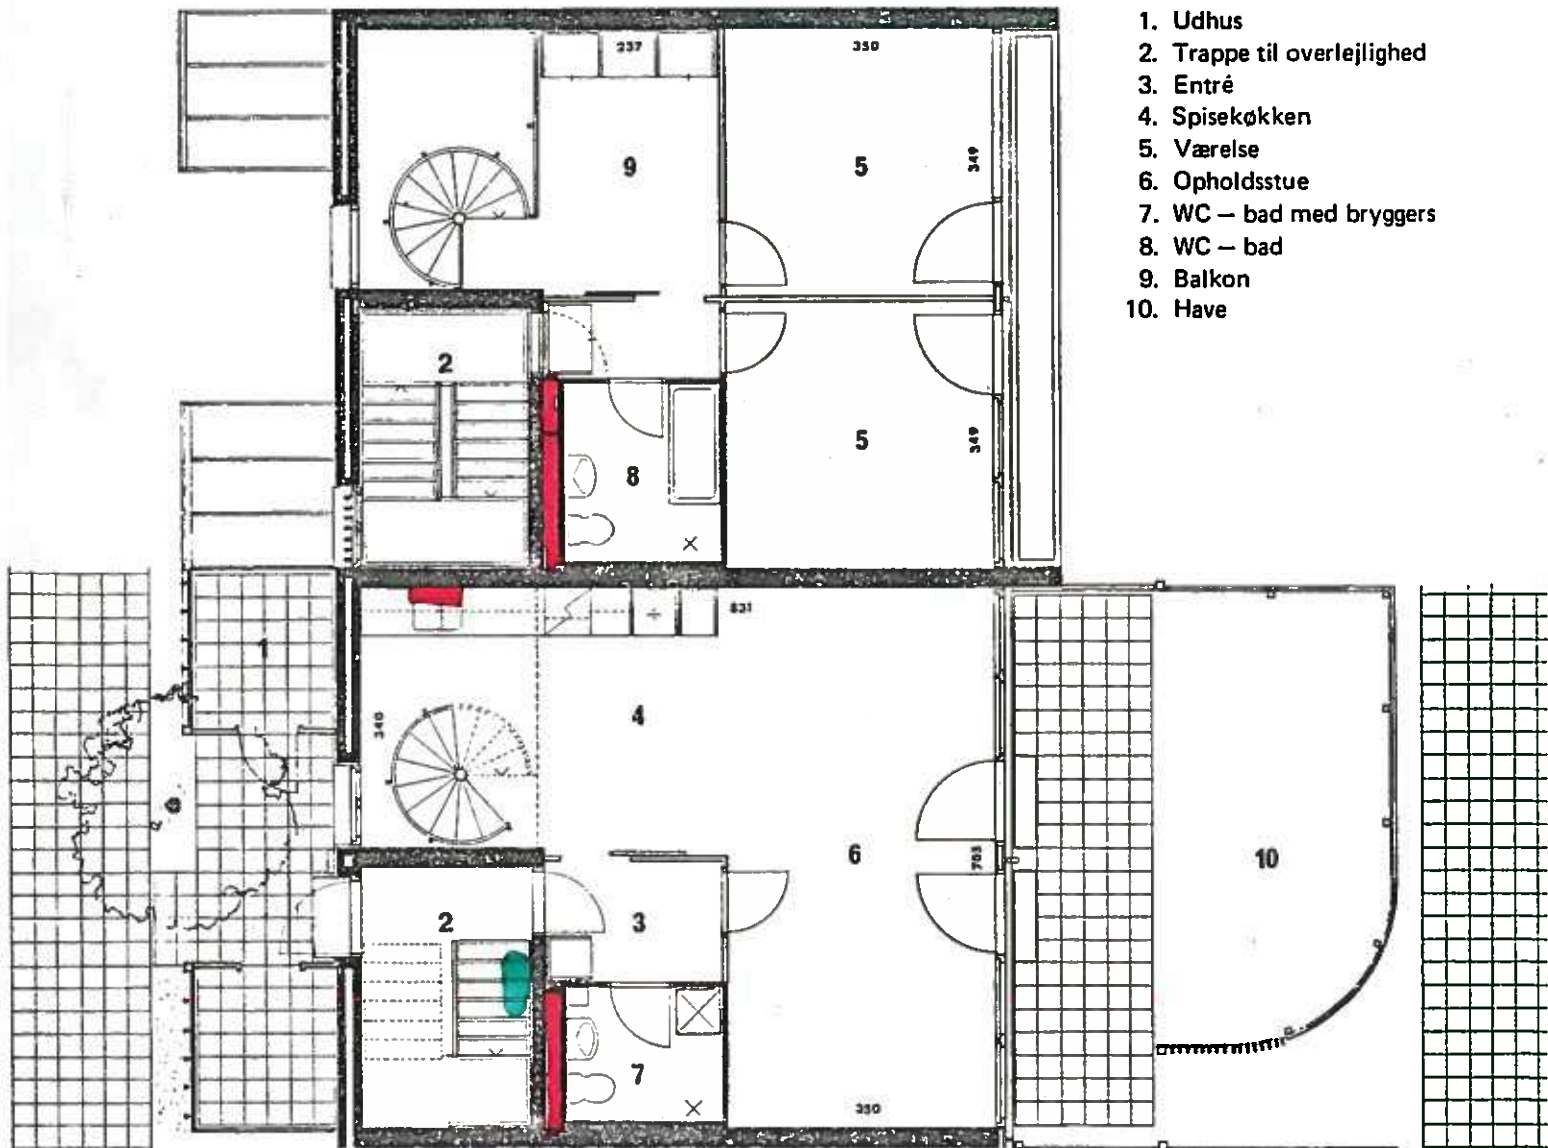 1. Udhus
2. Trappe til overlejlighed
3. Entré
4. Spisekøkken
5. Værelse
6. Opholdsstue
7. WC – bad med bryggers
8. WC – bad
9. Balkon
10. Have
237
350
349
9
5
2
349
5
8
531
1
340
4
6
703
10
2
3
7
350